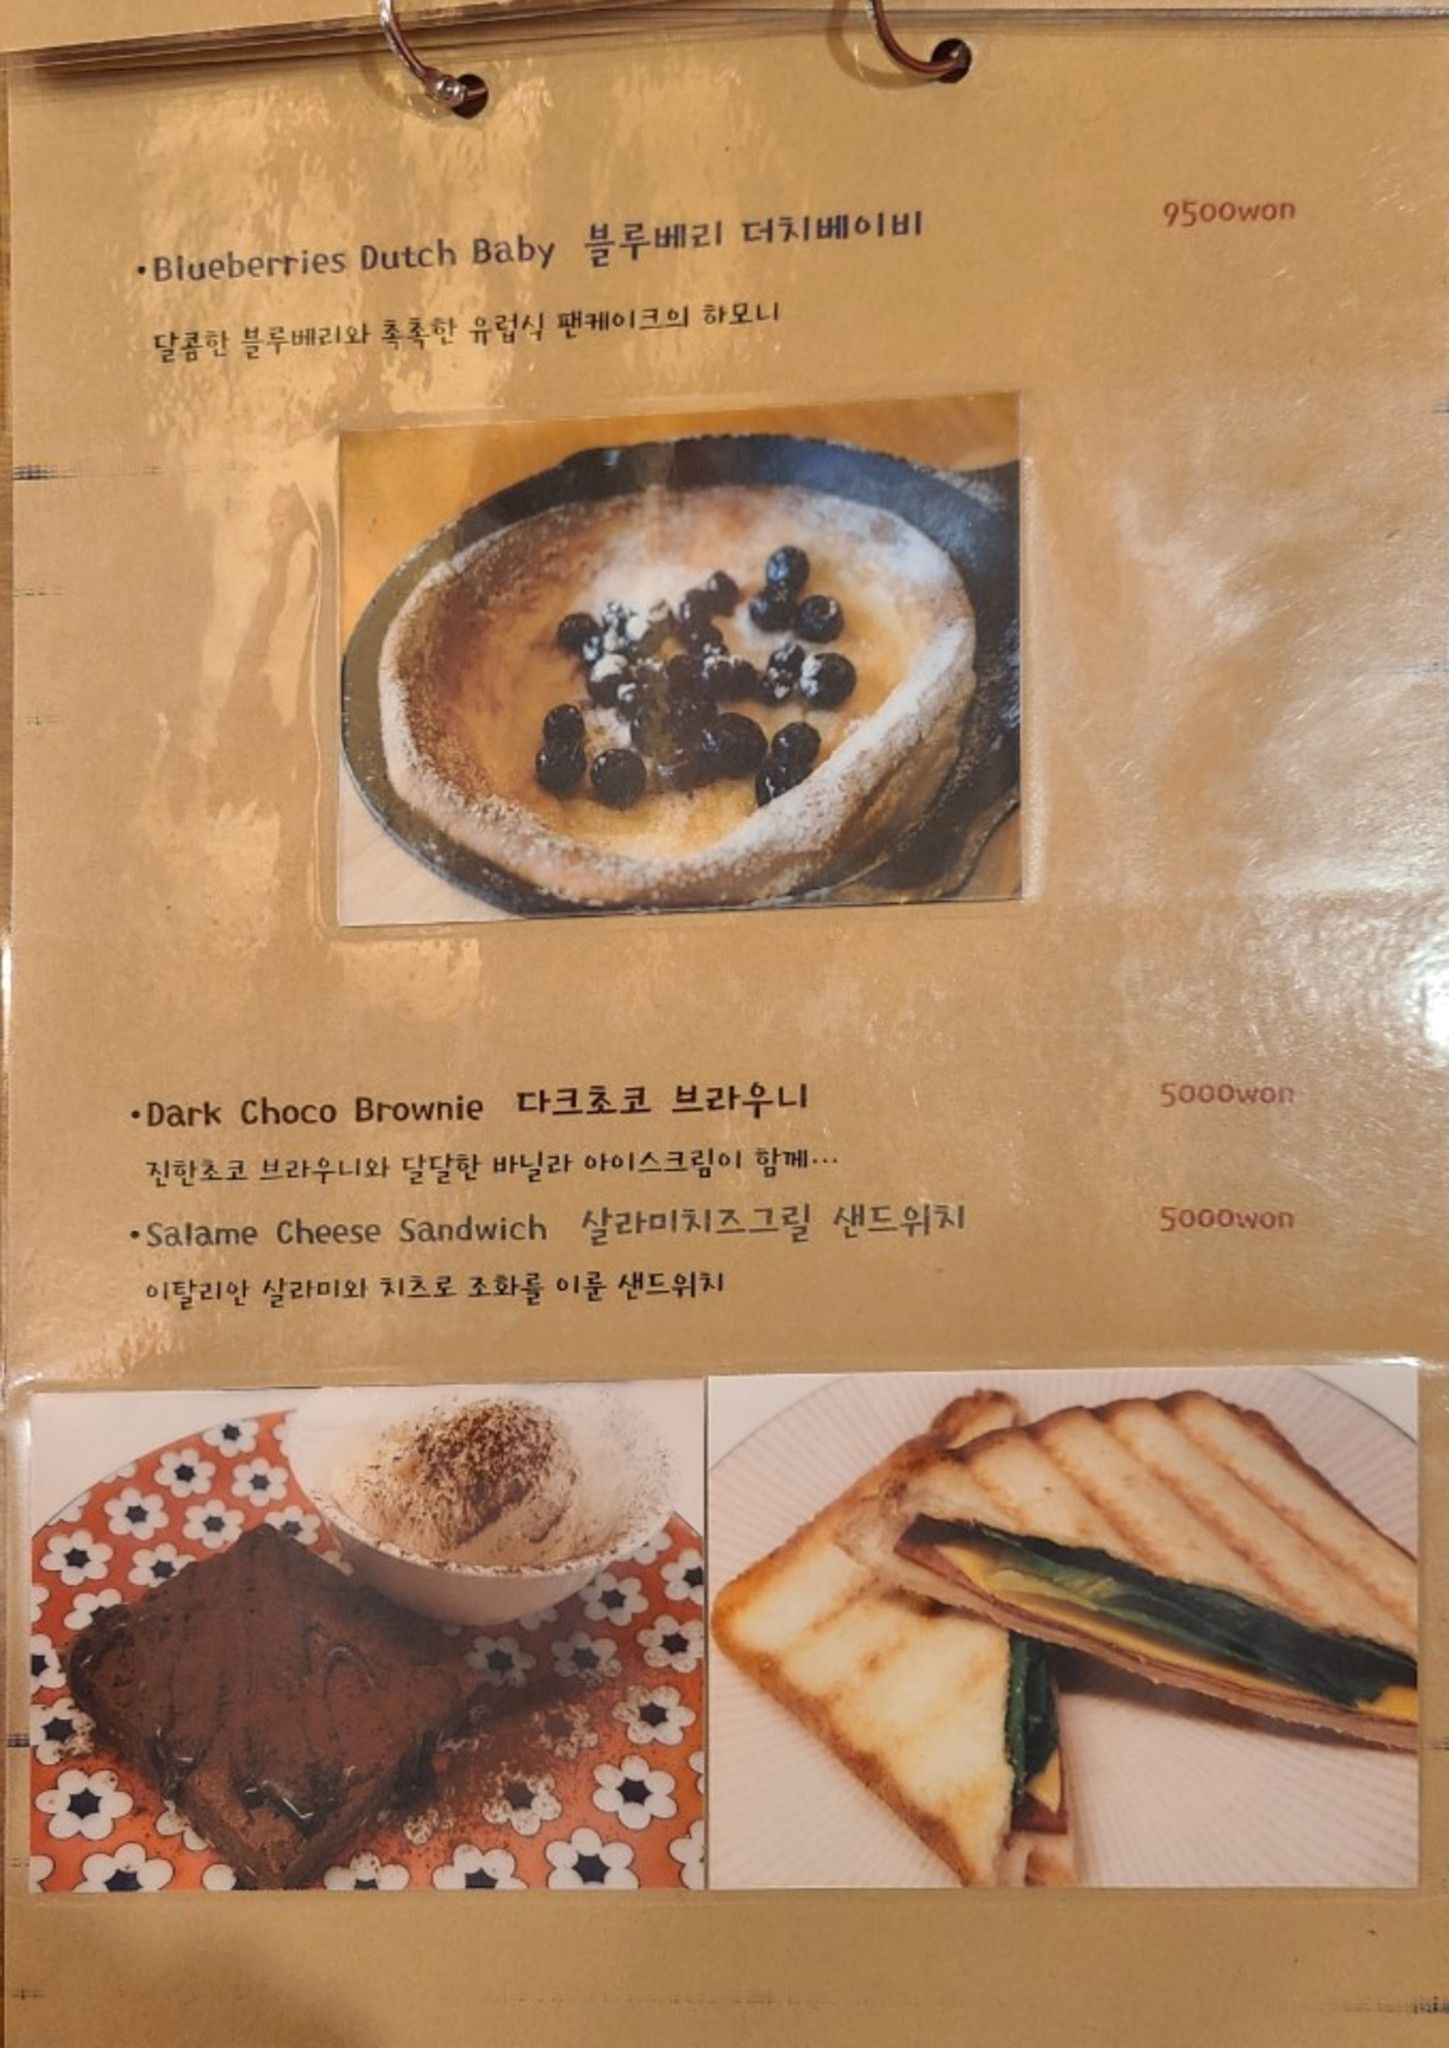 •Blueberries Dutch Baby 블루베리 더치베이비 9500won
달콤한 블루베리와 촉촉한 유럽식 팬케이크의 하모니
•Dark Choco Brownie 다크초코 브라우니 5000won
진한초코 브라우니와 달달한 바닐라 아이스크림이 함께...
•Salame Cheese Sandwich 살라미치즈그릴 샌드위치 5000won
이탈리안 살라미와 치즈로 조화를 이룬 샌드위치